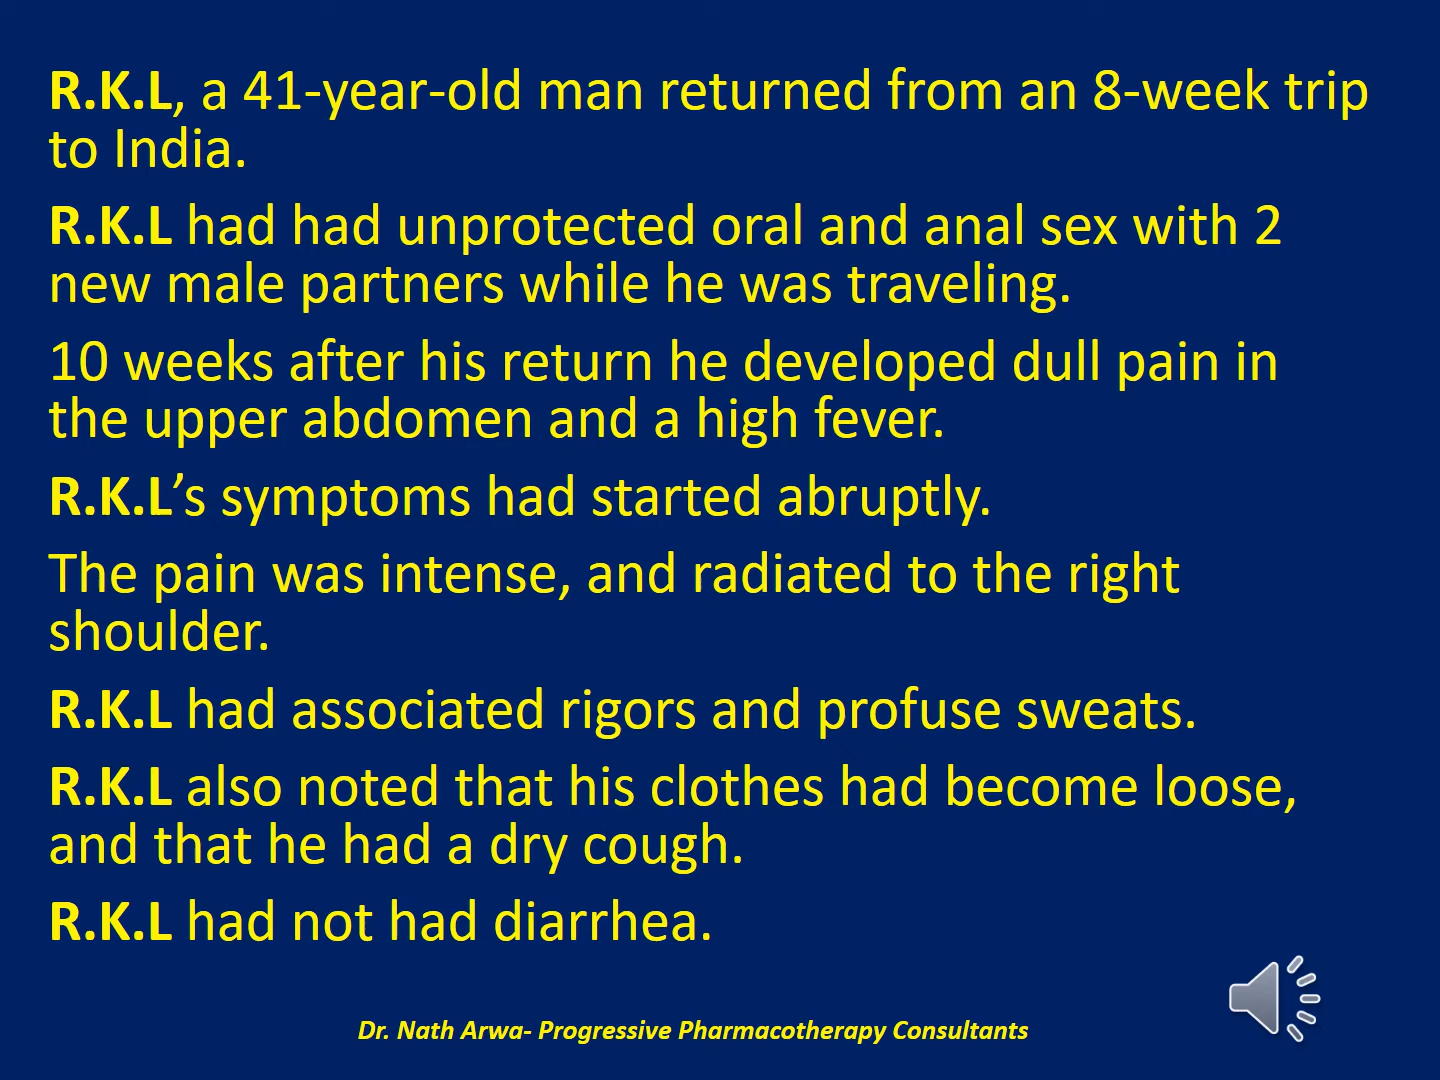 R.K.L, a 41-year-old man returned from an 8-week trip
to India.
R.K.L had had unprotected oral and anal sex with 2
new male partners while he was traveling.
10 weeks after his return he developed dull pain in
the upper abdomen and a high fever.
R.K.L’s symptoms had started abruptly.
The pain was intense, and radiated to the right
shoulder.
R.K.L had associated rigors and profuse sweats.
R.K.L also noted that his clothes had become loose,
and that he had a dry cough.
R.K.L had not had diarrhea.
Dr. Nath Arwa- Progressive Pharmacotherapy Consultants